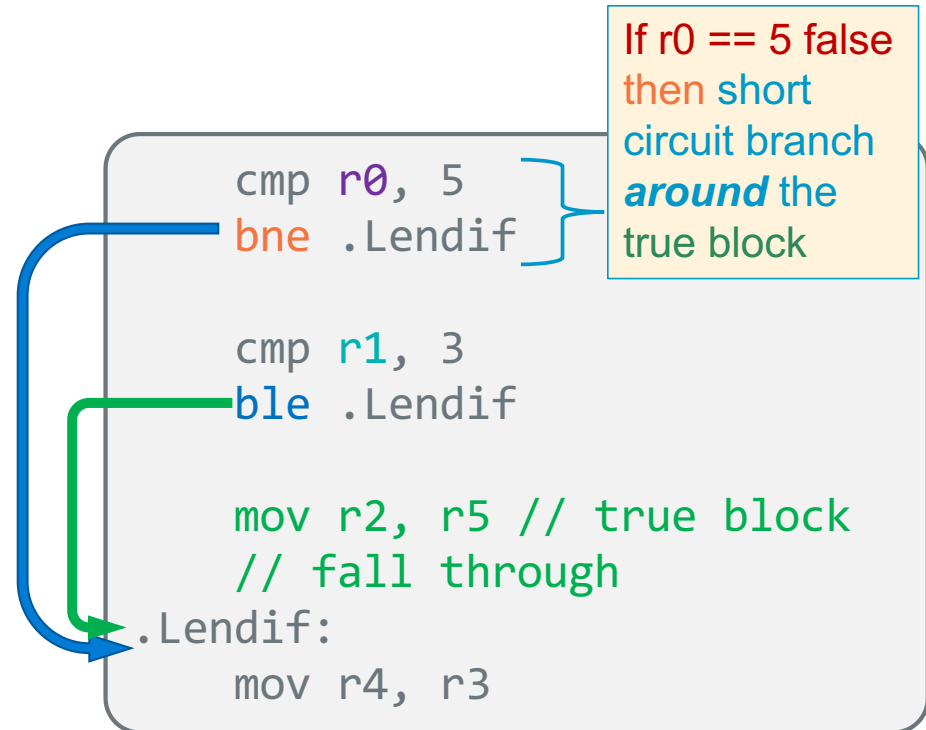 If r0 == 5 false
then short
circuit branch
around the
true block
cmp r0, 5
bne .Lendif
cmp r1, 3
ble .Lendif
mov r2, r5 // true block
// fall through
.Lendif:
mov r4, r3